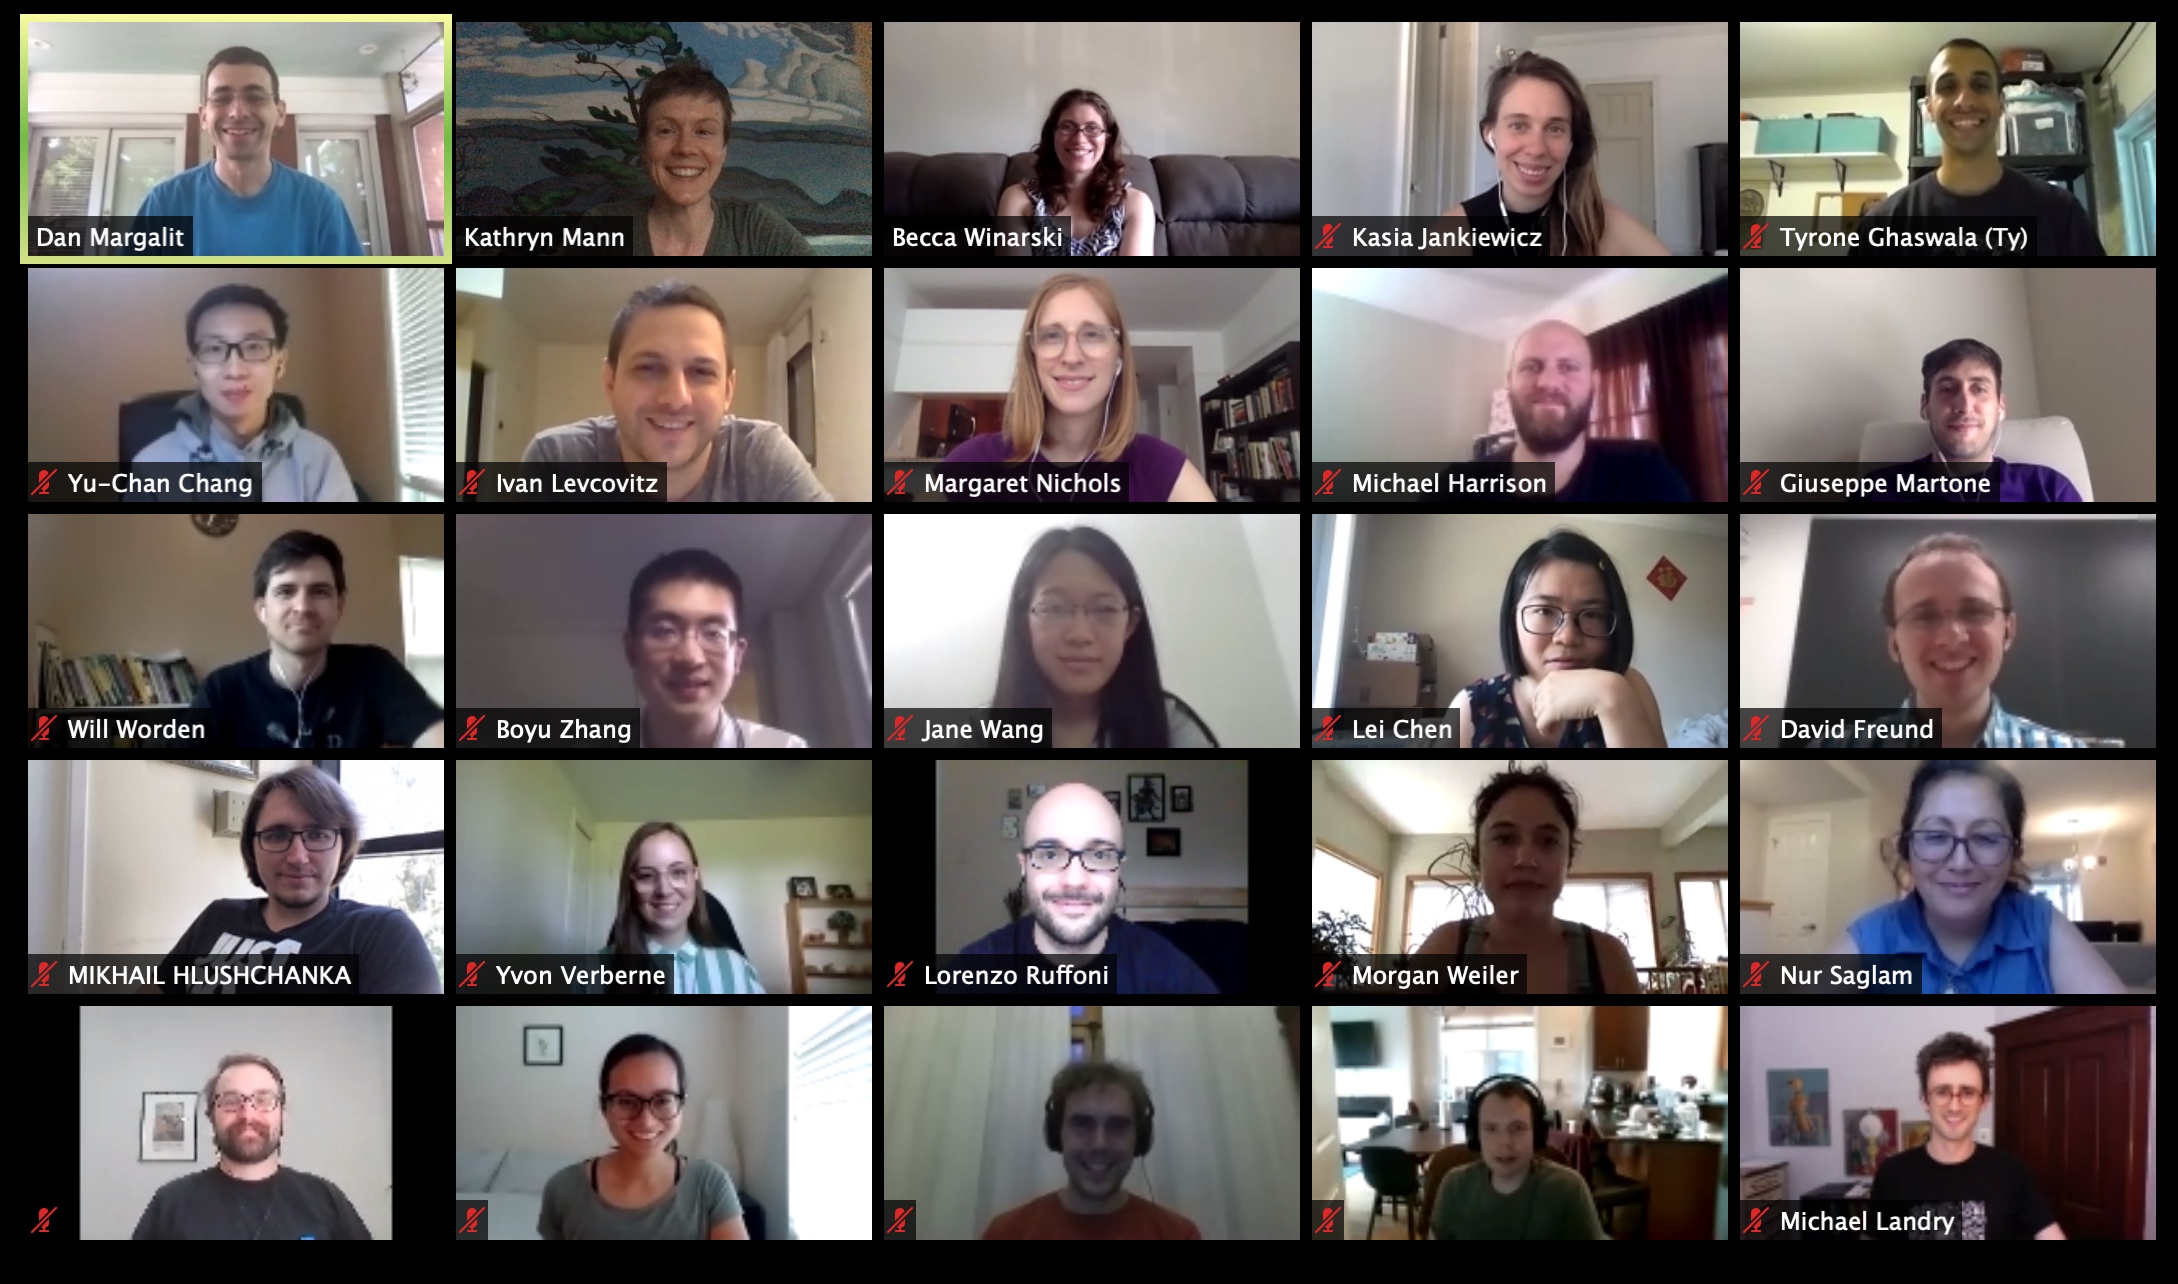 Dan Margalit
Kathryn Mann
Becca Winarski
Kasia Jankiewicz
Tyrone Ghaswala (Ty)
Yu-Chan Chang
Ivan Levcovitz
Margaret Nichols
Michael Harrison
Giuseppe Martone
Will Worden
Boyu Zhang
Jane Wang
Lei Chen
福
David Freund
MIKHAIL HLUSHCHANKA
JUST
Yvon Verberne
Lorenzo Ruffoni
Morgan Weiler
Nur Saglam
Michael Landry